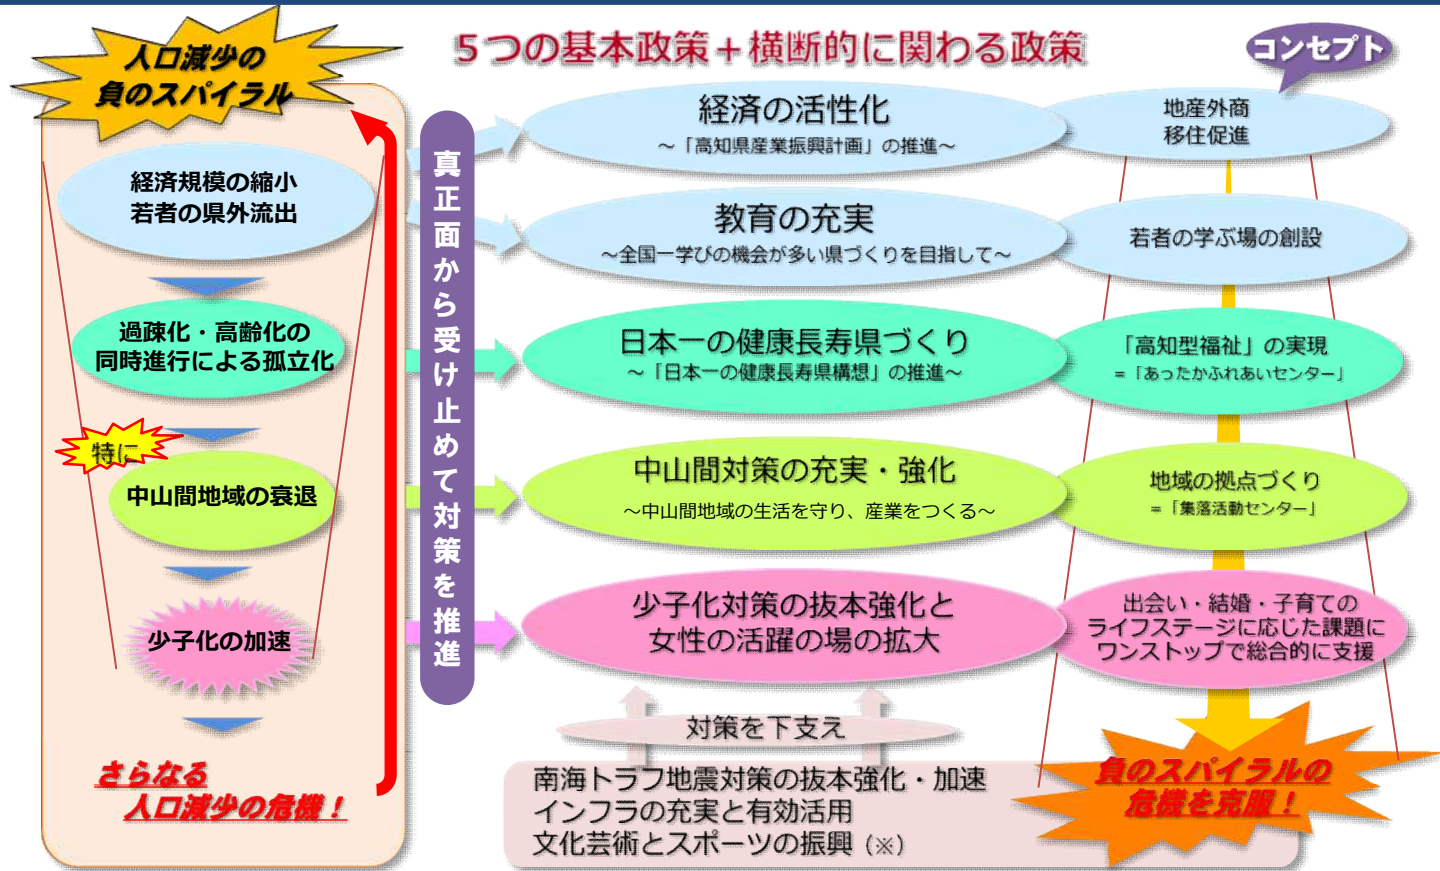 人口減少の
負のスパイラル
経済規模の縮小
若者の県外流出
過疎化・高齢化の
同時進行による孤立化
特に
中山間地域の衰退
少子化の加速
さらなる
人口減少の危機！
真正面から受け止めて対策を推進
５つの基本政策＋横断的に関わる政策
コンセプト
経済の活性化
～「高知県産業振興計画」の推進～
地産外商
移住促進
教育の充実
～全国一学びの機会が多い県づくりを目指して～
若者の学ぶ場の創設
日本一の健康長寿県づくり
～「日本一の健康長寿県構想」の推進～
「高知型福祉」の実現
＝「あったかふれあいセンター」
中山間対策の充実・強化
～中山間地域の生活を守り、産業をつくる～
地域の拠点づくり
＝「集落活動センター」
少子化対策の抜本強化と
女性の活躍の場の拡大
出会い・結婚・子育ての
ライフステージに応じた課題に
ワンストップで総合的に支援
対策を下支え
南海トラフ地震対策の抜本強化・加速
インフラの充実と有効活用
文化芸術とスポーツの振興（※）
負のスパイラルの
危機を克服！